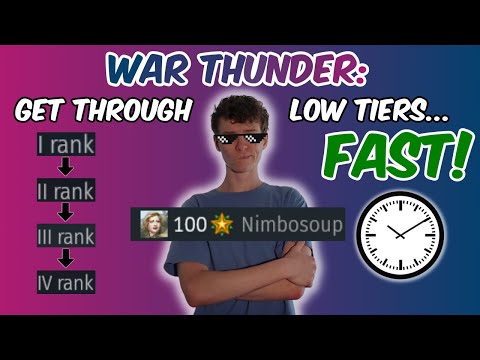 WAR THUNDER:
GET THROUGH LOW TIERS...
FAST!
I rank
II rank
III rank
IV rank
100 Nimbosoup